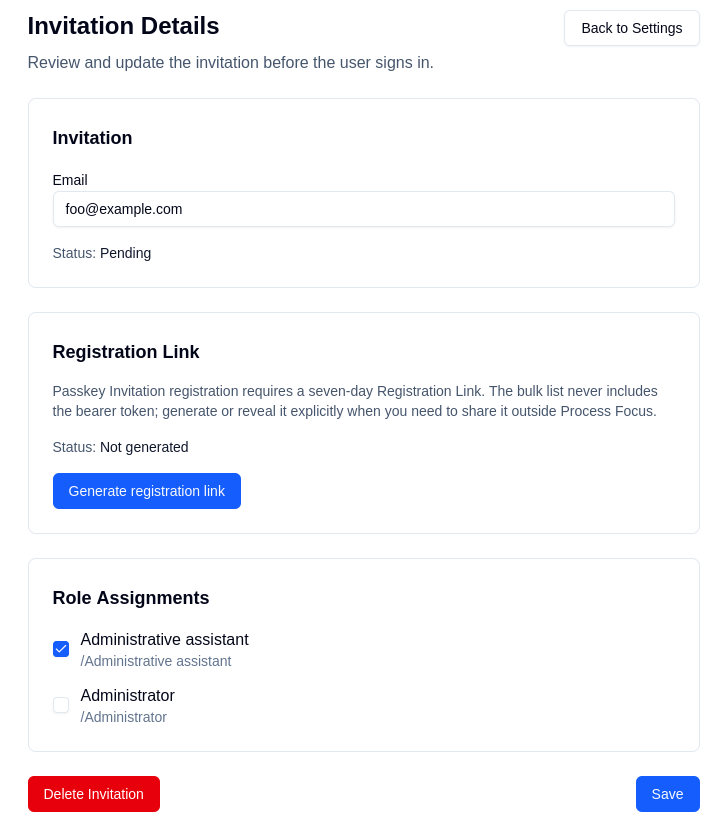 Invitation Details
Back to Settings
Review and update the invitation before the user signs in.
Invitation
Email
foo@example.com
Status: Pending
Registration Link
Passkey Invitation registration requires a seven-day Registration Link. The bulk list never includes
the bearer token; generate or reveal it explicitly when you need to share it outside Process Focus.
Status: Not generated
Generate registration link
Role Assignments
Administrative assistant
/Administrative assistant
Administrator
/Administrator
Delete Invitation
Save